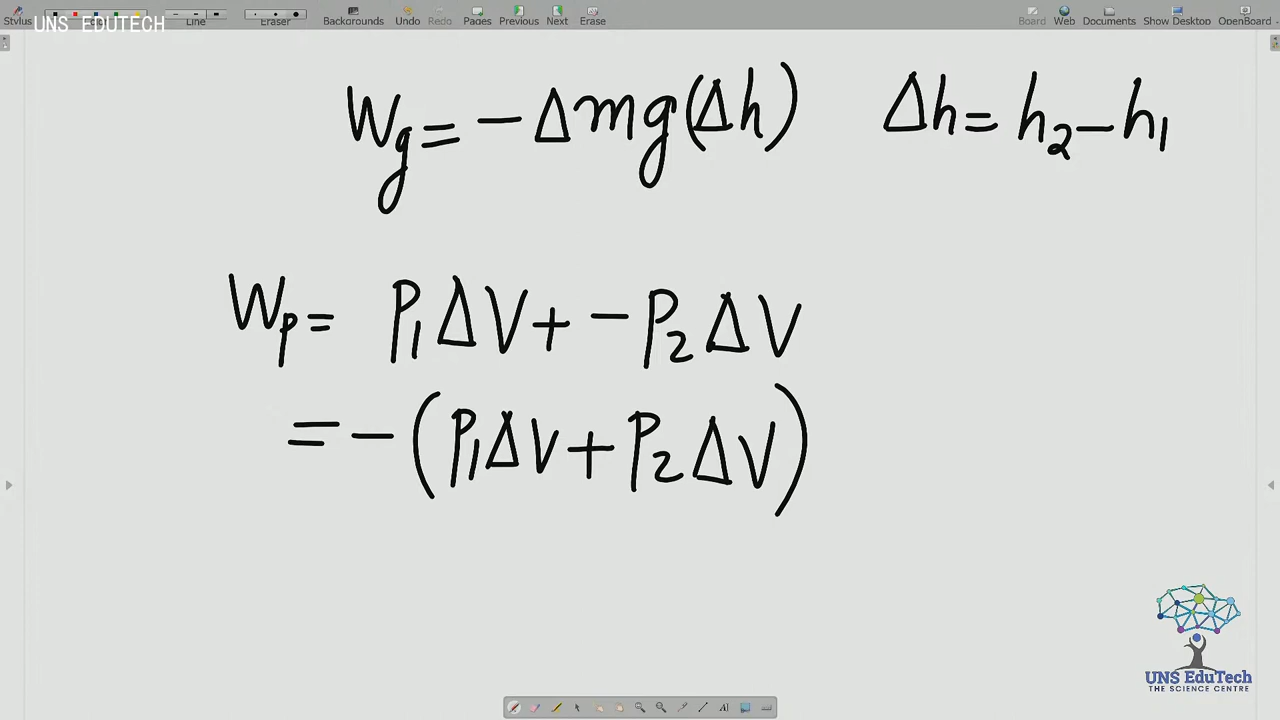 Stylus
Line
Eraser
Backgrounds
Undo
Redo
Pages
Previous
Next
Erase
Board
Web
Documents
Show Desktop
OpenBoard
UNS EDUTECH
Wg = - Δmg(Δh) Δh = h₂ - h₁
Wp = P₁ΔV + - P₂ΔV
= - (P₁ΔV + P₂ΔV)
UNS EduTech
THE SCIENCE CENTRE